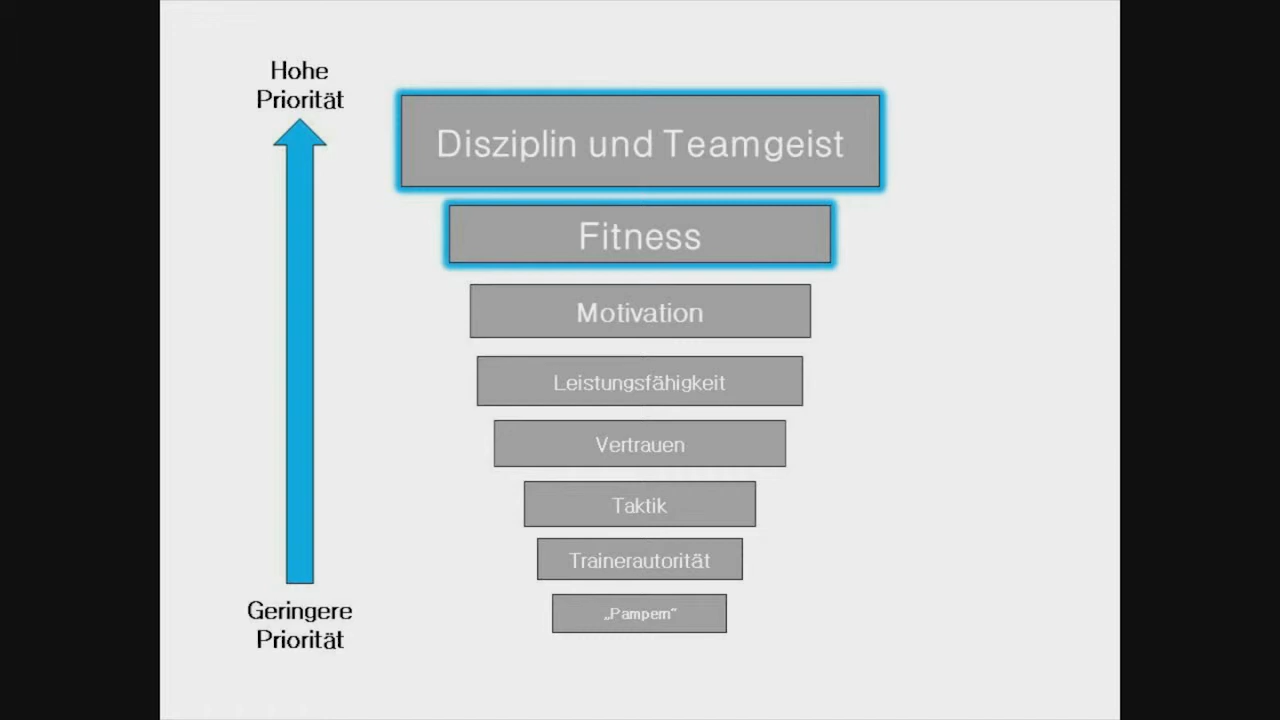 Hohe
Priorität
Disziplin und Teamgeist
Fitness
Motivation
Leistungsfähigkeit
Vertrauen
Taktik
Trainerautorität
„Pampern“
Geringere
Priorität